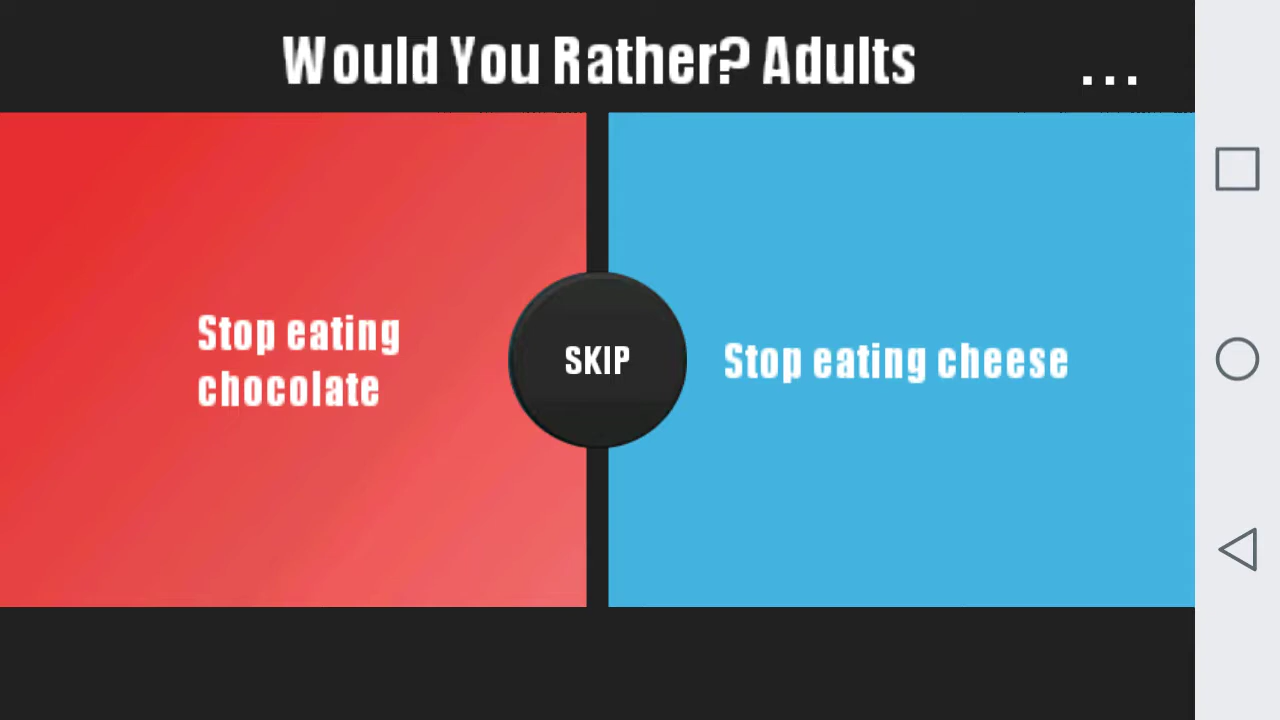 Would You Rather? Adults
...
Stop eating
chocolate
SKIP
Stop eating cheese